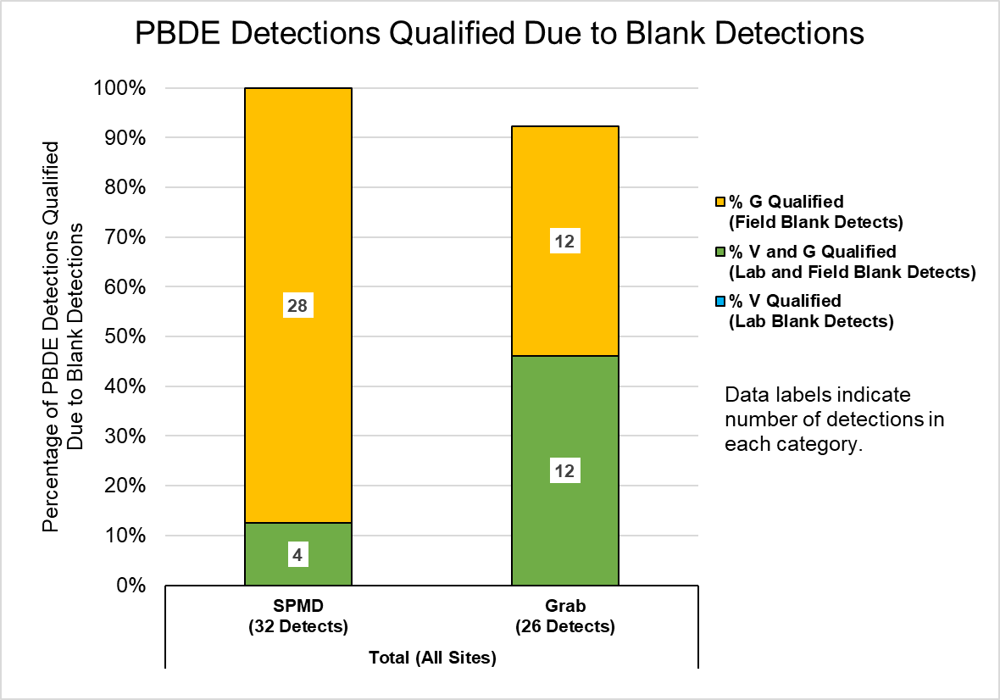 PBDE Detections Qualified Due to Blank Detections
Percentage of PBDE Detections Qualified
Due to Blank Detections
100%
90%
80%
70%
60%
50%
40%
30%
20%
10%
0%
28
4
12
12
SPMD
(32 Detects)
Grab
(26 Detects)
Total (All Sites)
% G Qualified
(Field Blank Detects)
% V and G Qualified
(Lab and Field Blank Detects)
% V Qualified
(Lab Blank Detects)
Data labels indicate
number of detections in
each category.